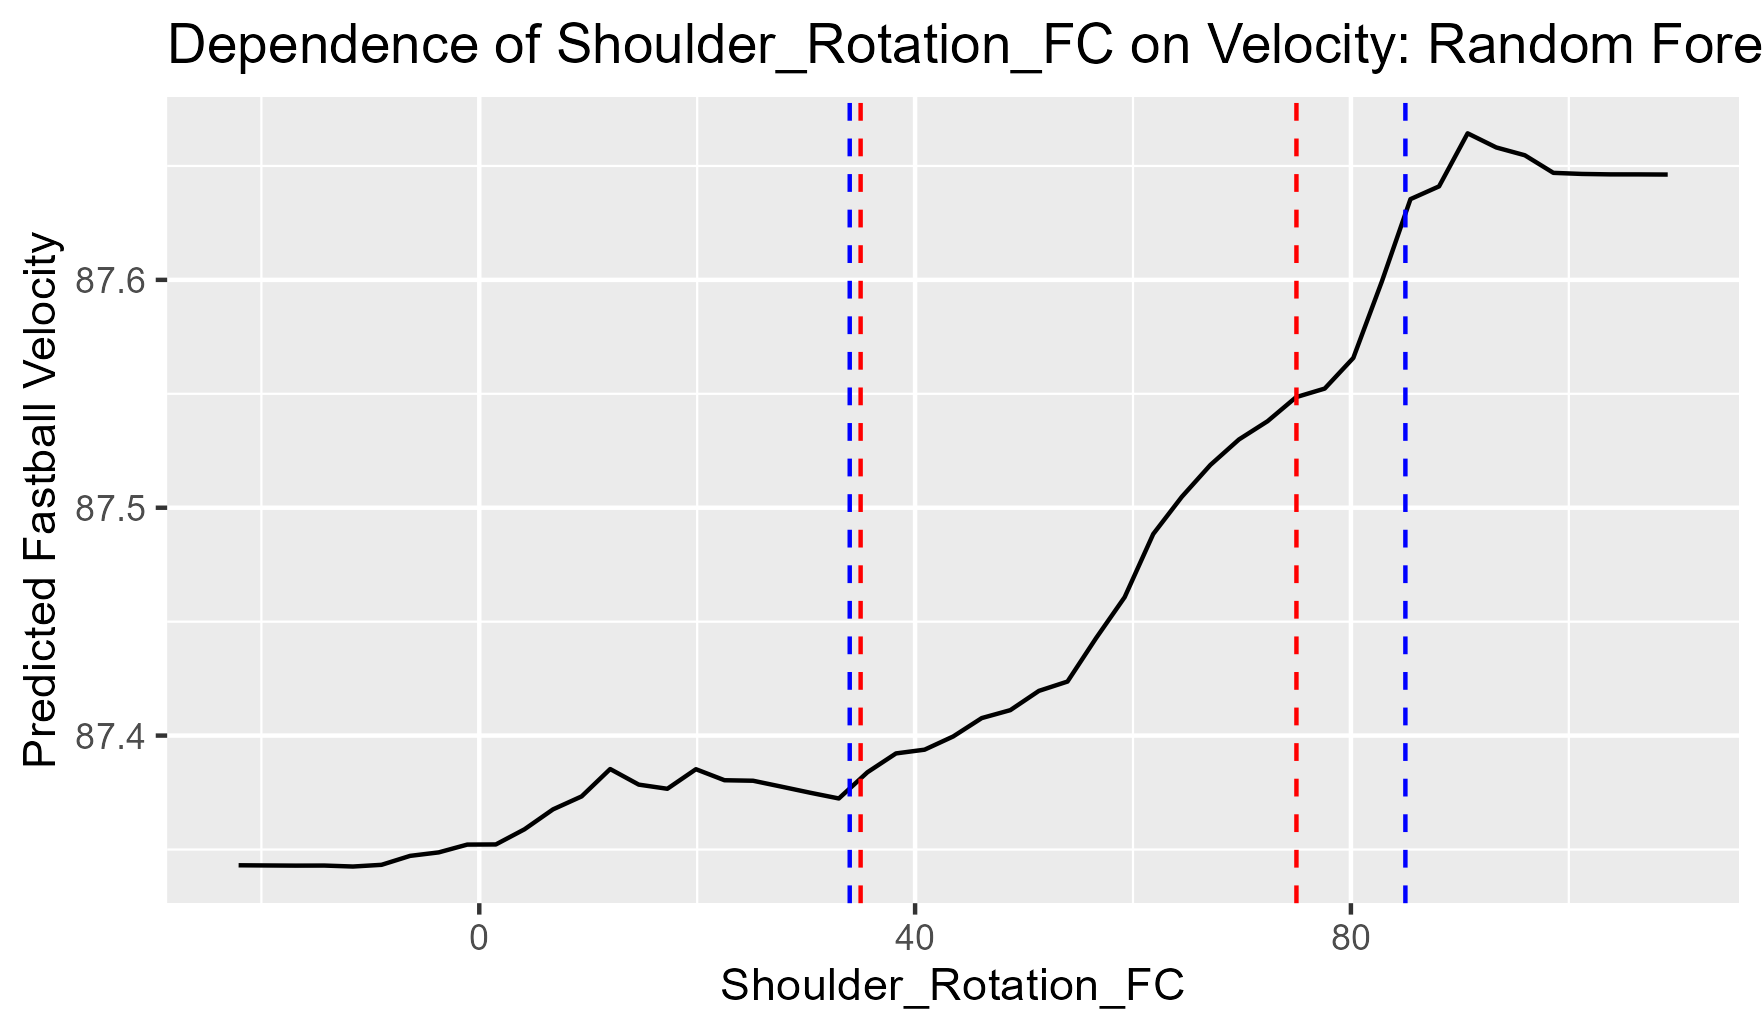 Dependence of Shoulder_Rotation_FC on Velocity: Random Fore
Predicted Fastball Velocity
87.6
87.5
87.4
0 40 80
Shoulder_Rotation_FC